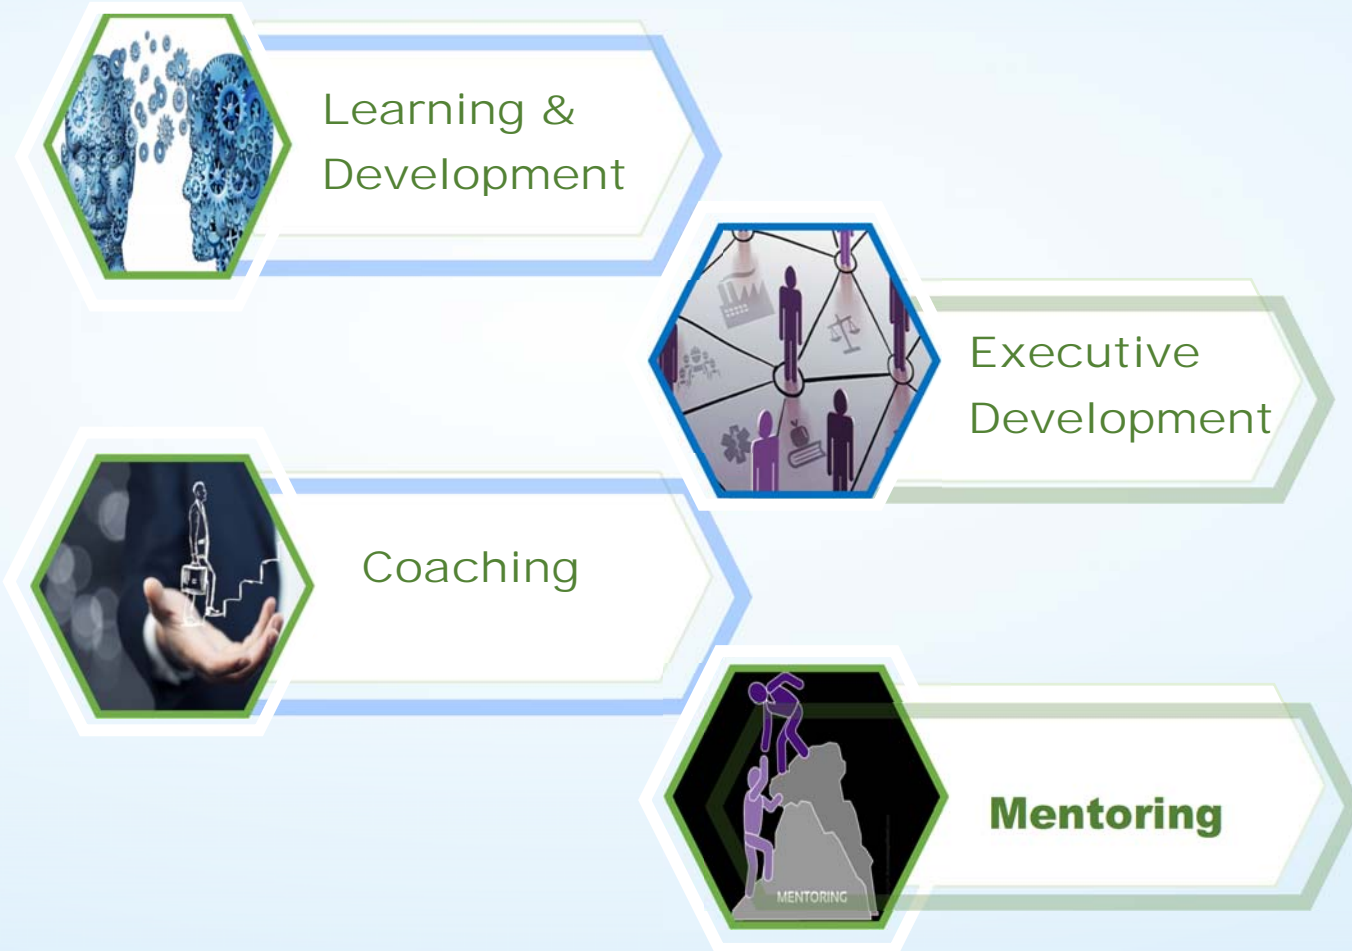 Learning &
Development
Executive
Development
Coaching
Mentoring
MENTORING